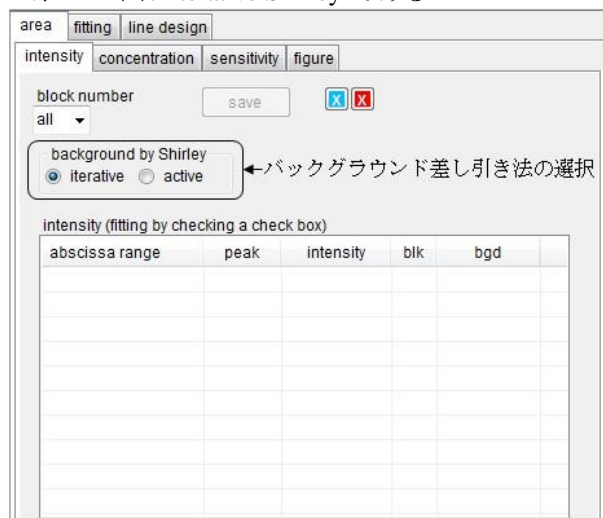 area fitting line design
intensity concentration sensitivity figure
block number
save
X X
all
background by Shirley
iterative active
←バックグラウンド差し引き法の選択
intensity (fitting by checking a check box)
abscissa range peak intensity blk bgd